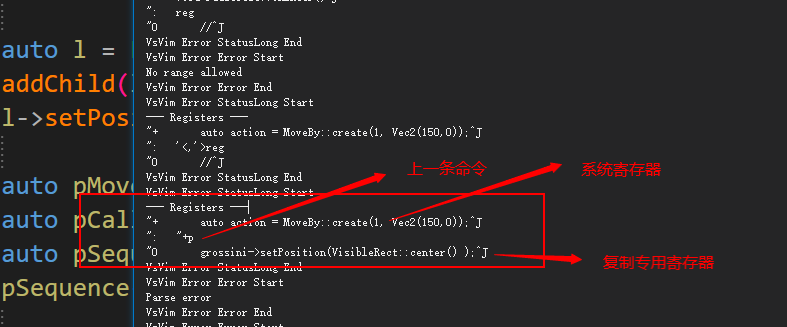 ":   reg
"0      //^J
VsVim Error StatusLong End
VsVim Error Error Start
No range allowed
VsVim Error Error End
VsVim Error StatusLong Start
--- Registers ---
"+      auto action = MoveBy::create(1, Vec2(150,0));^J
":   '<,'>reg
"0      //^J
VsVim Error StatusLong End
VsVim Error StatusLong Start
--- Registers ---
"+      auto action = MoveBy::create(1, Vec2(150,0));^J
":   "+p
"0      grossini->setPosition(VisibleRect::center() );^J
VsVim Error StatusLong End
VsVim Error Error Start
Parse error
VsVim Error Error End
VsVim Error Error Start
上一条命令
系统寄存器
复制专用寄存器
auto l =
addChild(
l->setPos
auto pMov
auto pCal
auto pSeq
pSequence